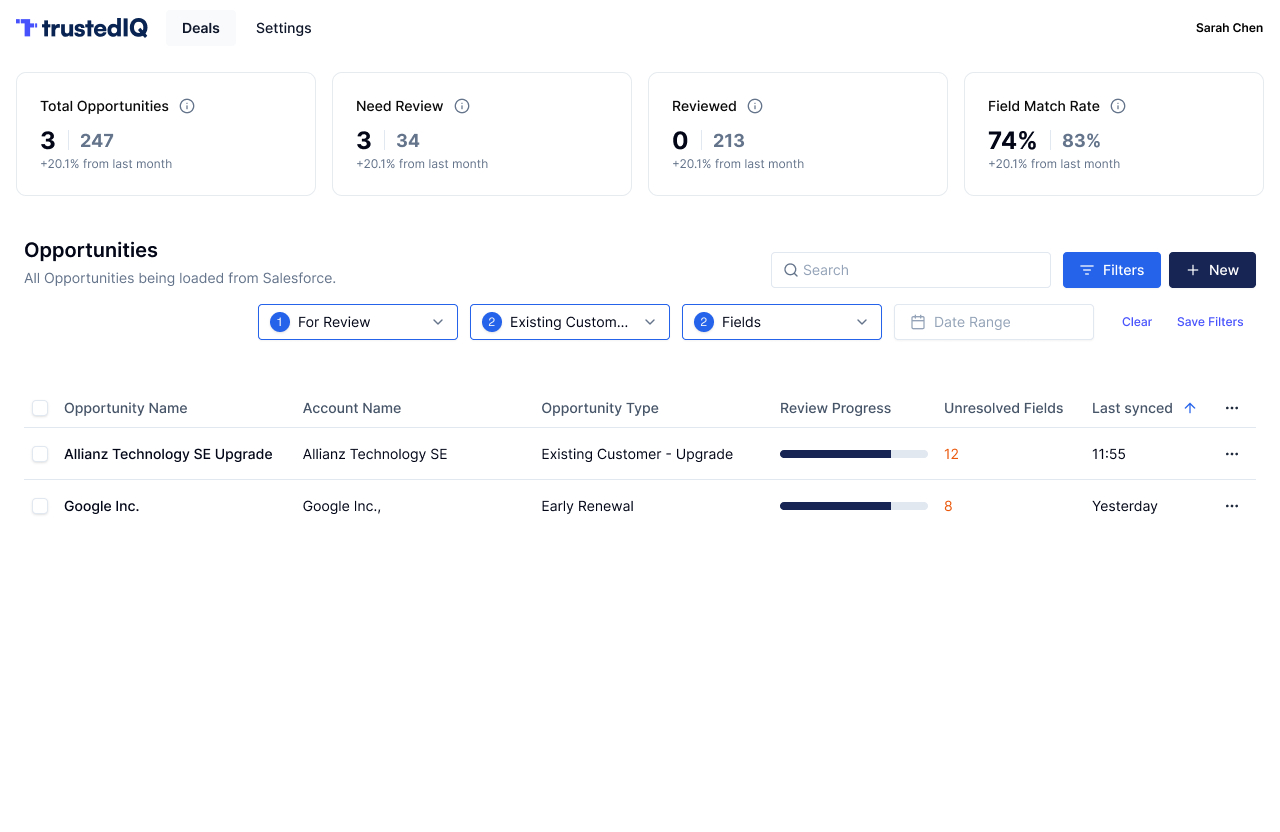 trustedIQ Deals Settings Sarah Chen
Total Opportunities Need Review Reviewed Field Match Rate
3 247 3 34 0 213 74% 83%
+20.1% from last month +20.1% from last month +20.1% from last month +20.1% from last month
Opportunities
All Opportunities being loaded from Salesforce.
Search Filters New
1 For Review 2 Existing Custom... 2 Fields Date Range Clear Save Filters
Opportunity Name Account Name Opportunity Type Review Progress Unresolved Fields Last synced
Allianz Technology SE Upgrade Allianz Technology SE Existing Customer - Upgrade 12 11:55
Google Inc. Google Inc., Early Renewal 8 Yesterday